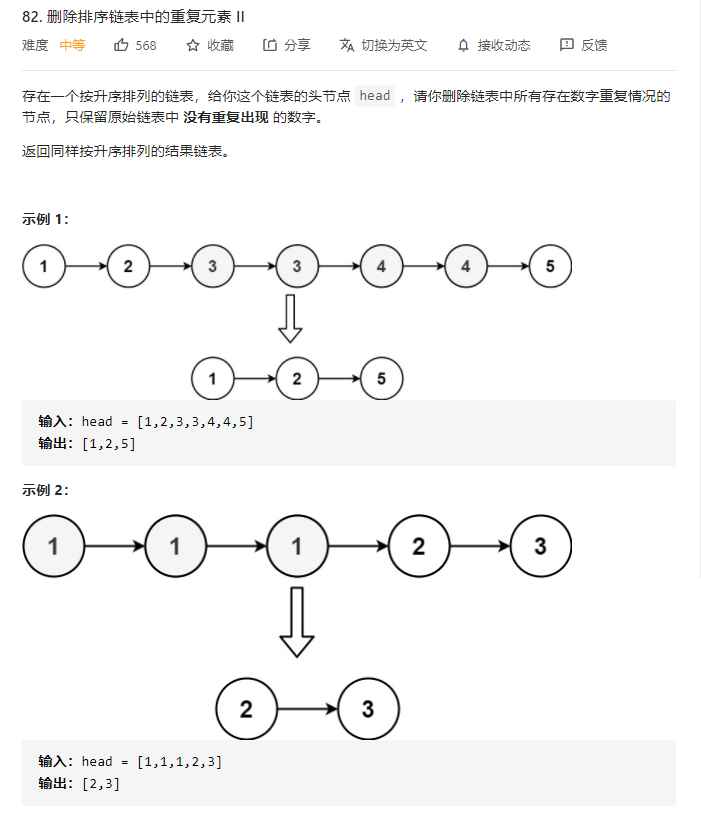 82. 删除排序链表中的重复元素 II
难度 中等 568 收藏 分享 切换为英文 接收动态 反馈
存在一个按升序排列的链表，给你这个链表的头节点 head ，请你删除链表中所有存在数字重复情况的
节点，只保留原始链表中 没有重复出现 的数字。
返回同样按升序排列的结果链表。
示例 1：
1 2 3 3 4 4 5
1 2 5
输入：head = [1,2,3,3,4,4,5]
输出：[1,2,5]
示例 2：
1 1 1 2 3
2 3
输入：head = [1,1,1,2,3]
输出：[2,3]